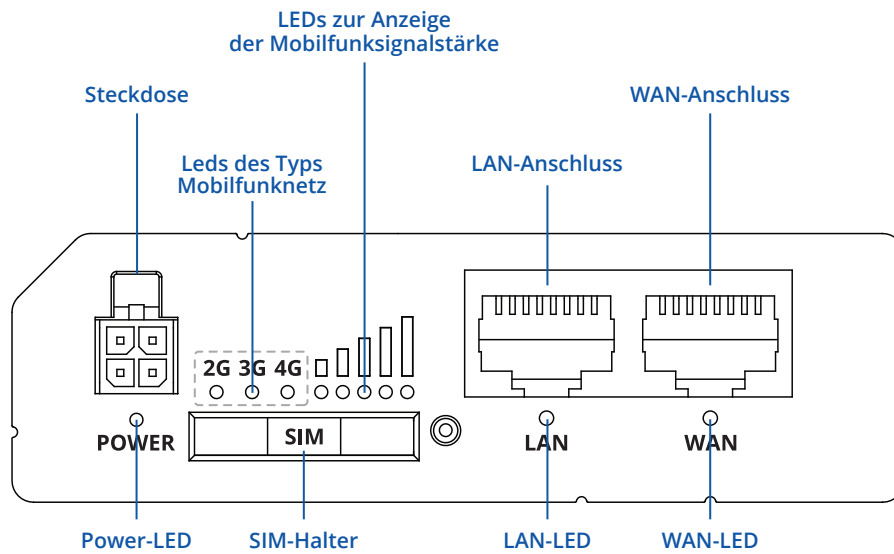 LEDs zur Anzeige
der Mobilfunksignalstärke
Steckdose
WAN-Anschluss
Leds des Typs
Mobilfunknetz
LAN-Anschluss
2G 3G 4G
POWER
SIM
LAN
WAN
Power-LED
SIM-Halter
LAN-LED
WAN-LED